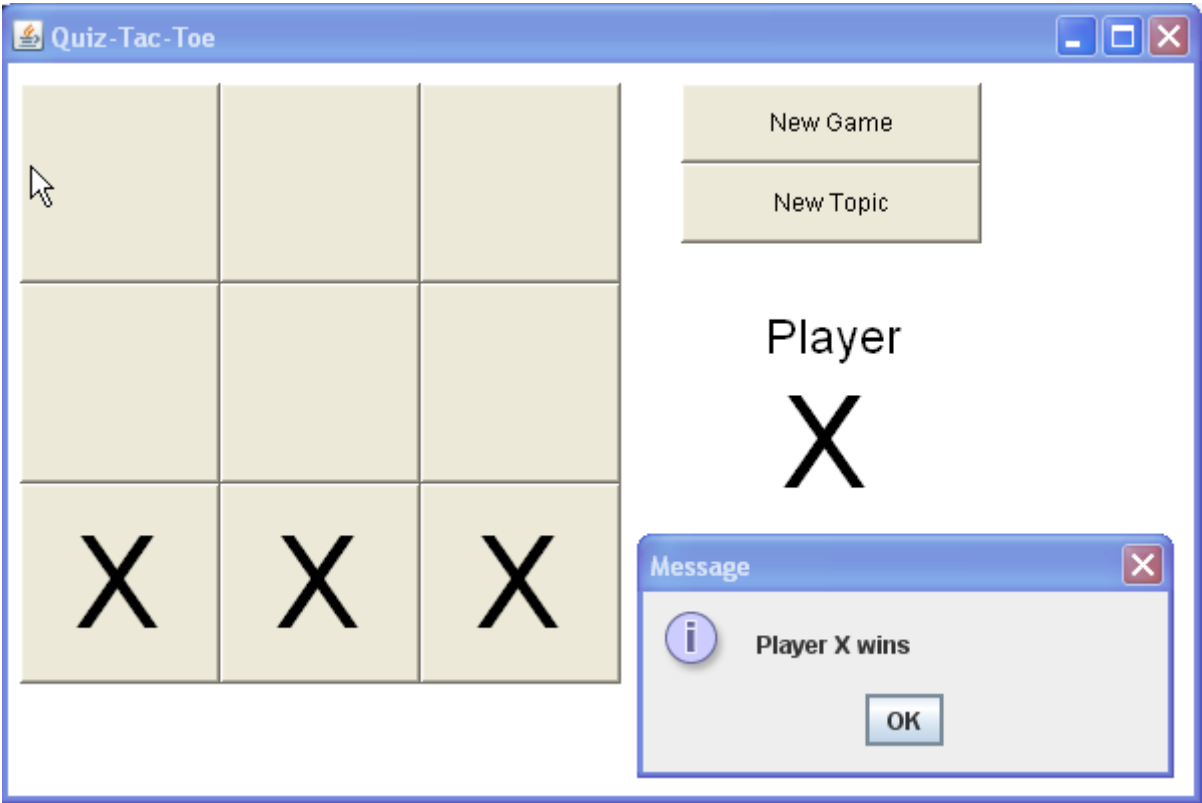 Quiz-Tac-Toe
New Game
New Topic
Player
X
X X X
Message
i
Player X wins
OK